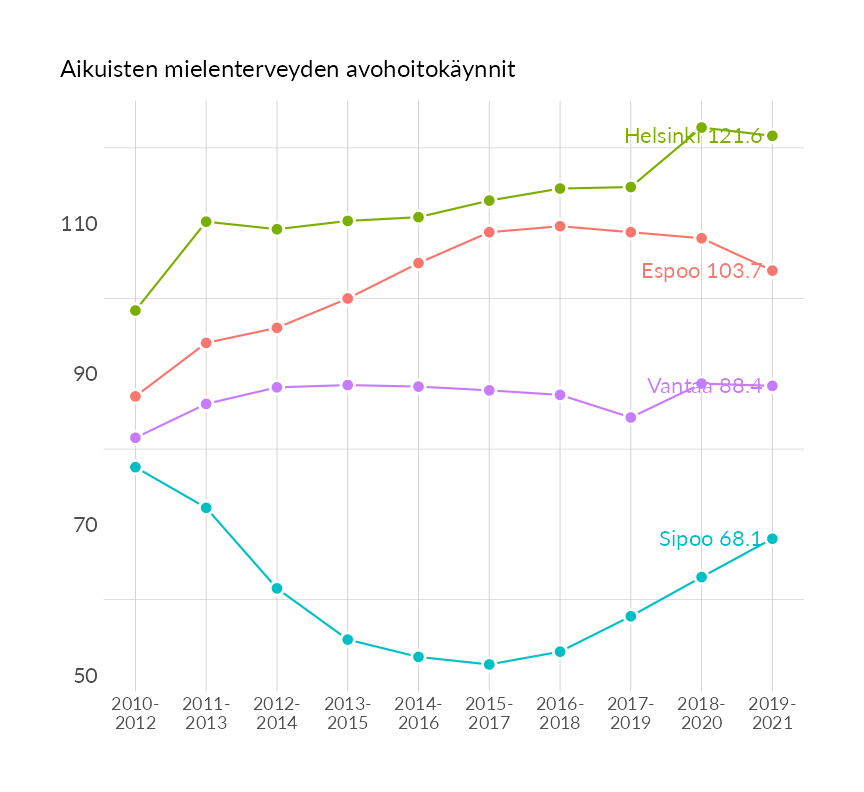 Aikuisten mielenterveyden avohoitokäynnit
Helsinki 121.6
110
Espoo 103.7
90
Vantaa 88.4
70
Sipoo 68.1
50
2010- 2011- 2012- 2013- 2014- 2015- 2016- 2017- 2018- 2019-
2012 2013 2014 2015 2016 2017 2018 2019 2020 2021